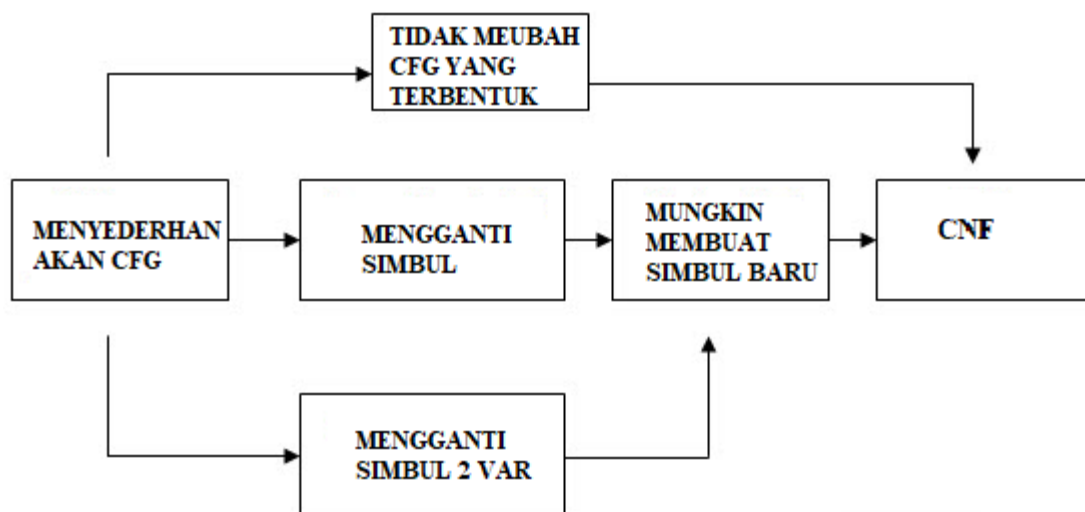 TIDAK MEUBAH
CFG YANG
TERBENTUK
MENYEDERHAN
AKAN CFG
MENGGANTI
SIMBUL
MUNGKIN
MEMBUAT
SIMBUL BARU
CNF
MENGGANTI
SIMBUL 2 VAR